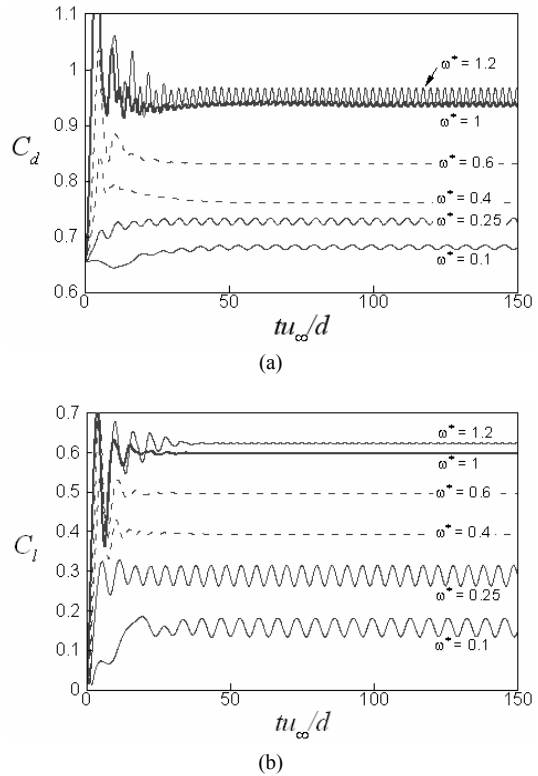 1.1
1.0
0.9
0.8
0.7
0.6
C_d
ω* = 1.2
ω* = 1
ω* = 0.6
ω* = 0.4
ω* = 0.25
ω* = 0.1
0 50 100 150
tu∞/d
(a)
0.7
0.6
0.5
0.4
0.3
0.2
0.1
0
C_l
ω* = 1.2
ω* = 1
ω* = 0.6
ω* = 0.4
ω* = 0.25
ω* = 0.1
0 50 100 150
tu∞/d
(b)